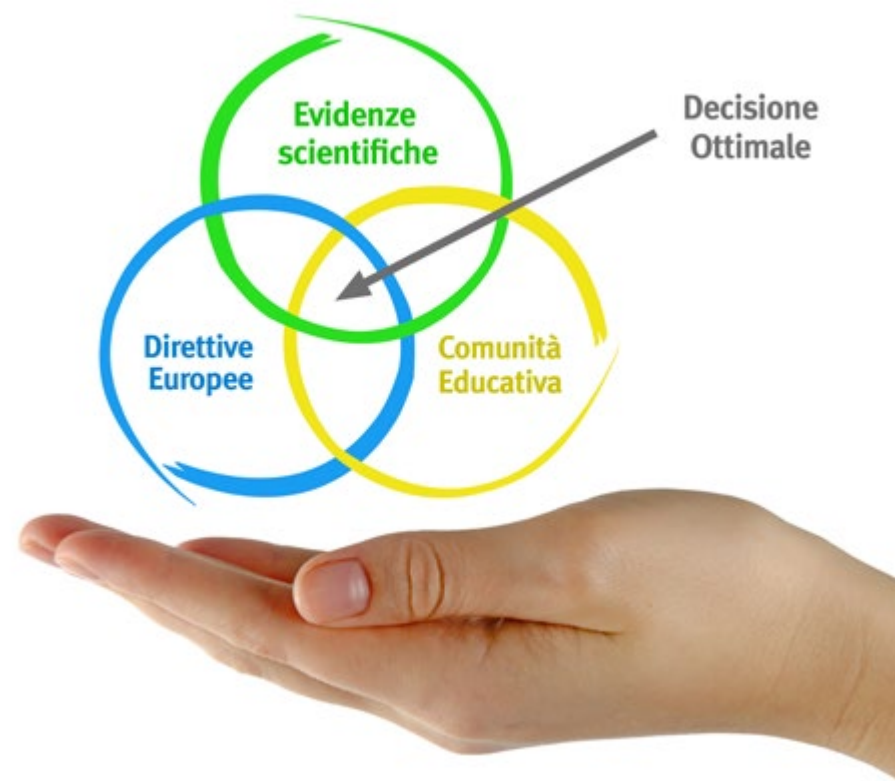 Evidenze
scientifiche
Decisione
Ottimale
Direttive
Europee
Comunità
Educativa